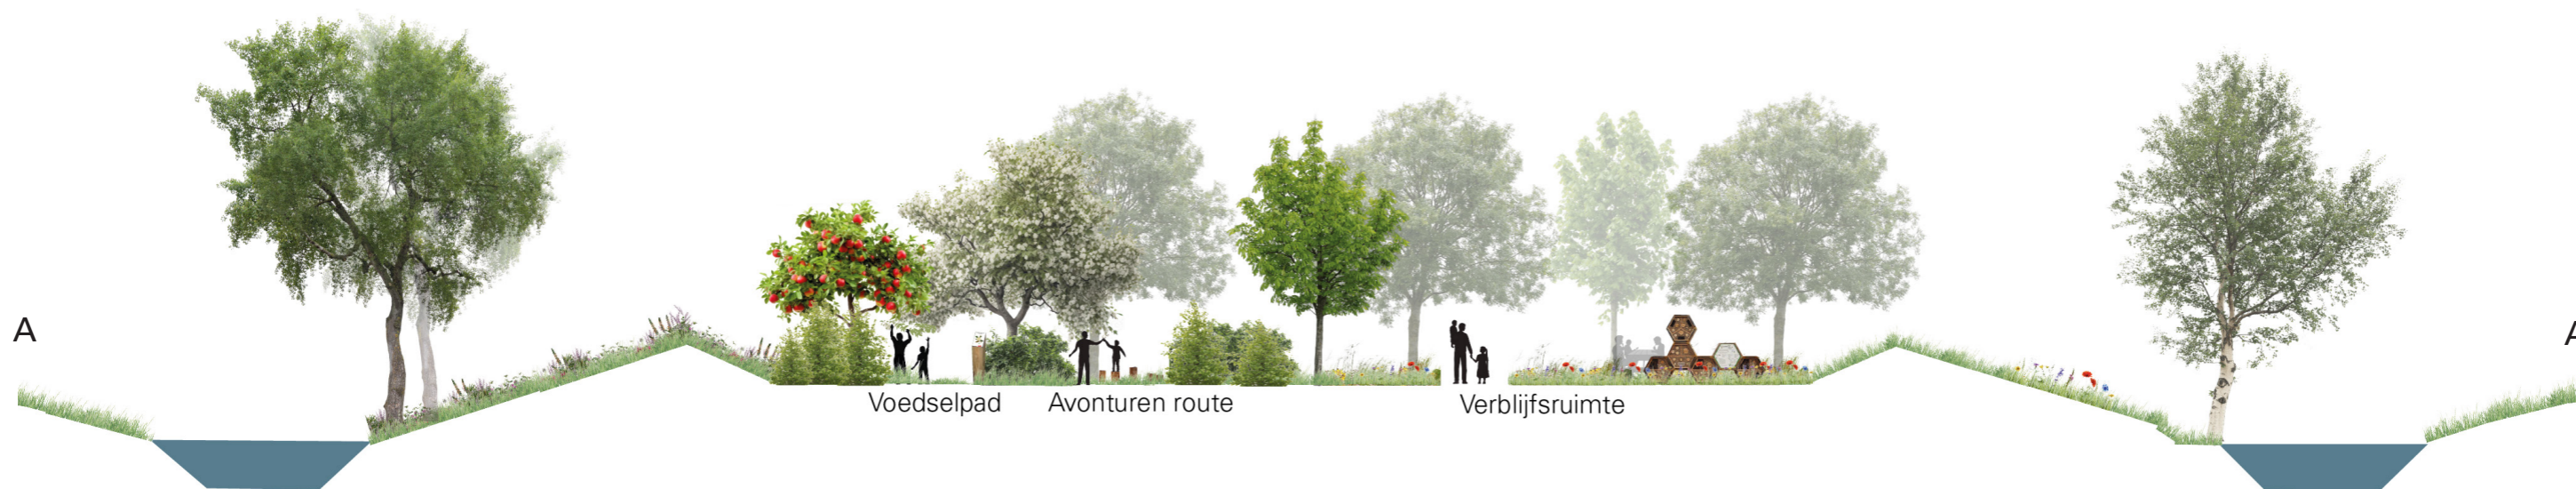 A
A
Voedselpad
Avonturen route
Verblijfsruimte